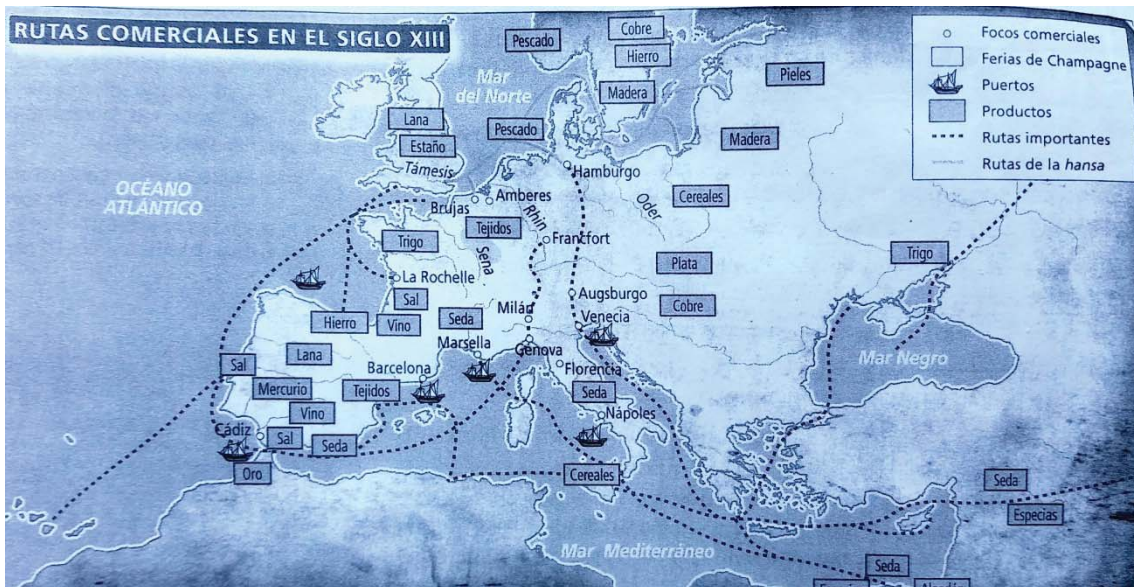 RUTAS COMERCIALES EN EL SIGLO XIII
Focos comerciales
Ferias de Champagne
Puertos
Productos
Rutas importantes
Rutas de la hansa
Pescado
Cobre
Hierro
Madera
Pieles
Mar
del Norte
Lana
Estaño
Pescado
Madera
Támesis
Hamburgo
OCÉANO
ATLÁNTICO
Brujas
Amberes
Rhin
Oder
Cereales
Tejidos
Trigo
Sena
Francfort
Trigo
Plata
La Rochelle
Sal
Augsburgo
Cobre
Hierro
Vino
Seda
Milán
Venecia
Marsella
Génova
Mar Negro
Lana
Sal
Barcelona
Florencia
Mercurio
Tejidos
Seda
Vino
Nápoles
Cádiz
Sal
Seda
Oro
Cereales
Seda
Especias
Mar Mediterráneo
Seda